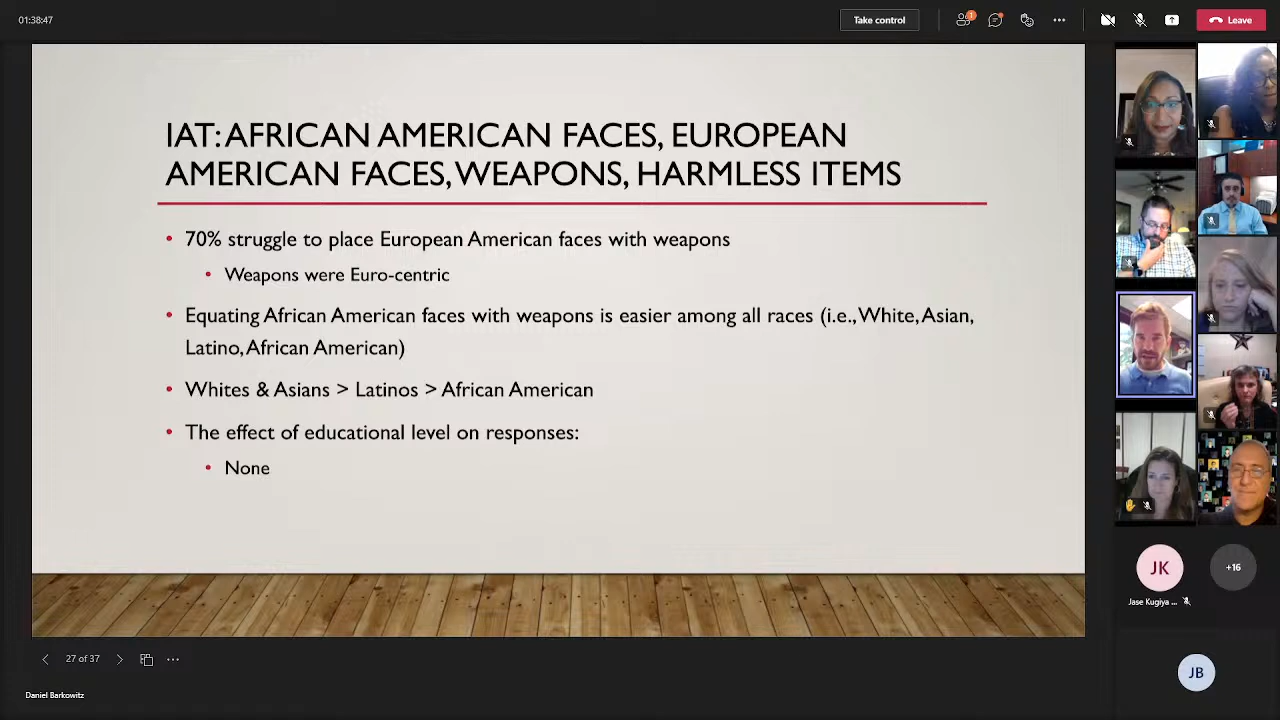 01:38:47
Take control
1
Leave
IAT: AFRICAN AMERICAN FACES, EUROPEAN
AMERICAN FACES, WEAPONS, HARMLESS ITEMS
• 70% struggle to place European American faces with weapons
• Weapons were Euro-centric
• Equating African American faces with weapons is easier among all races (i.e., White, Asian,
Latino, African American)
• Whites & Asians > Latinos > African American
• The effect of educational level on responses:
• None
JK
+16
Jase Kugiya ...
27 of 37
JB
Daniel Barkowitz